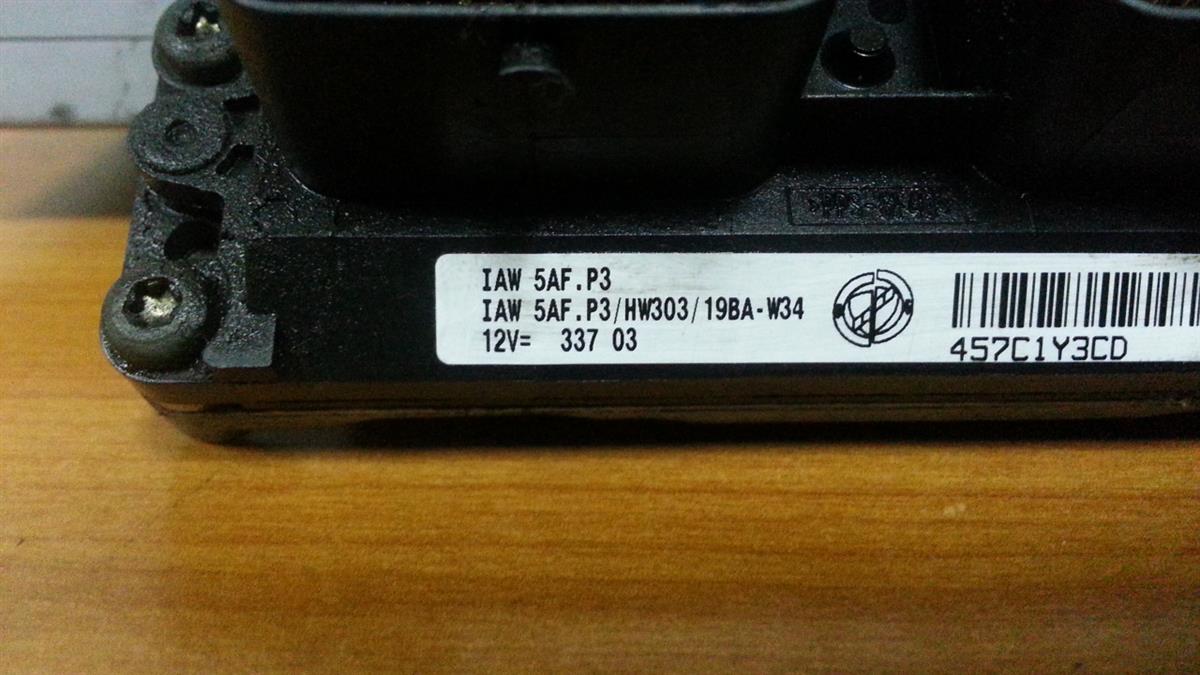 IAW 5AF.P3
IAW 5AF.P3/HW303/19BA-W34
12V=  337 03
457C1Y3CD